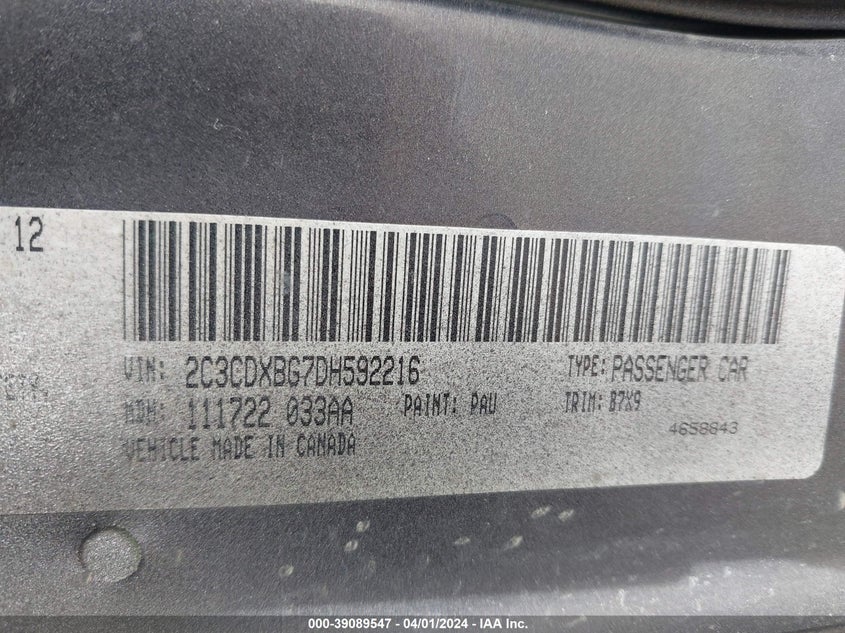 12
VIN: 2C3CDXBG7DH592216
TYPE: PASSENGER CAR
MDH: 111722 033AA
PAINT: PAU
TRIM: B7X9
VEHICLE MADE IN CANADA
4658843
000-39089547 - 04/01/2024 - IAA Inc.